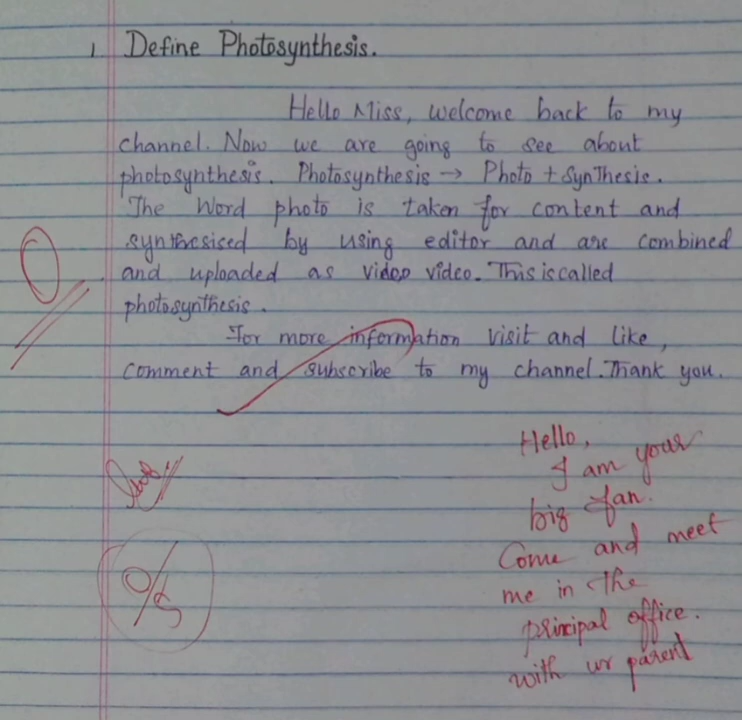 1 Define Photosynthesis.
Hello Miss, welcome back to my
channel. Now we are going to see about
photosynthesis. Photosynthesis → Photo + SynThesis.
The Word photo is taken for content and
synthesised by using editor and are combined
and uploaded as video video. This is called
photosynthesis.
For more information visit and like,
comment and subscribe to my channel. Thank you.
0
0/5
Hello,
I am your
big fan.
Come and meet
me in the
principal office.
with ur parent